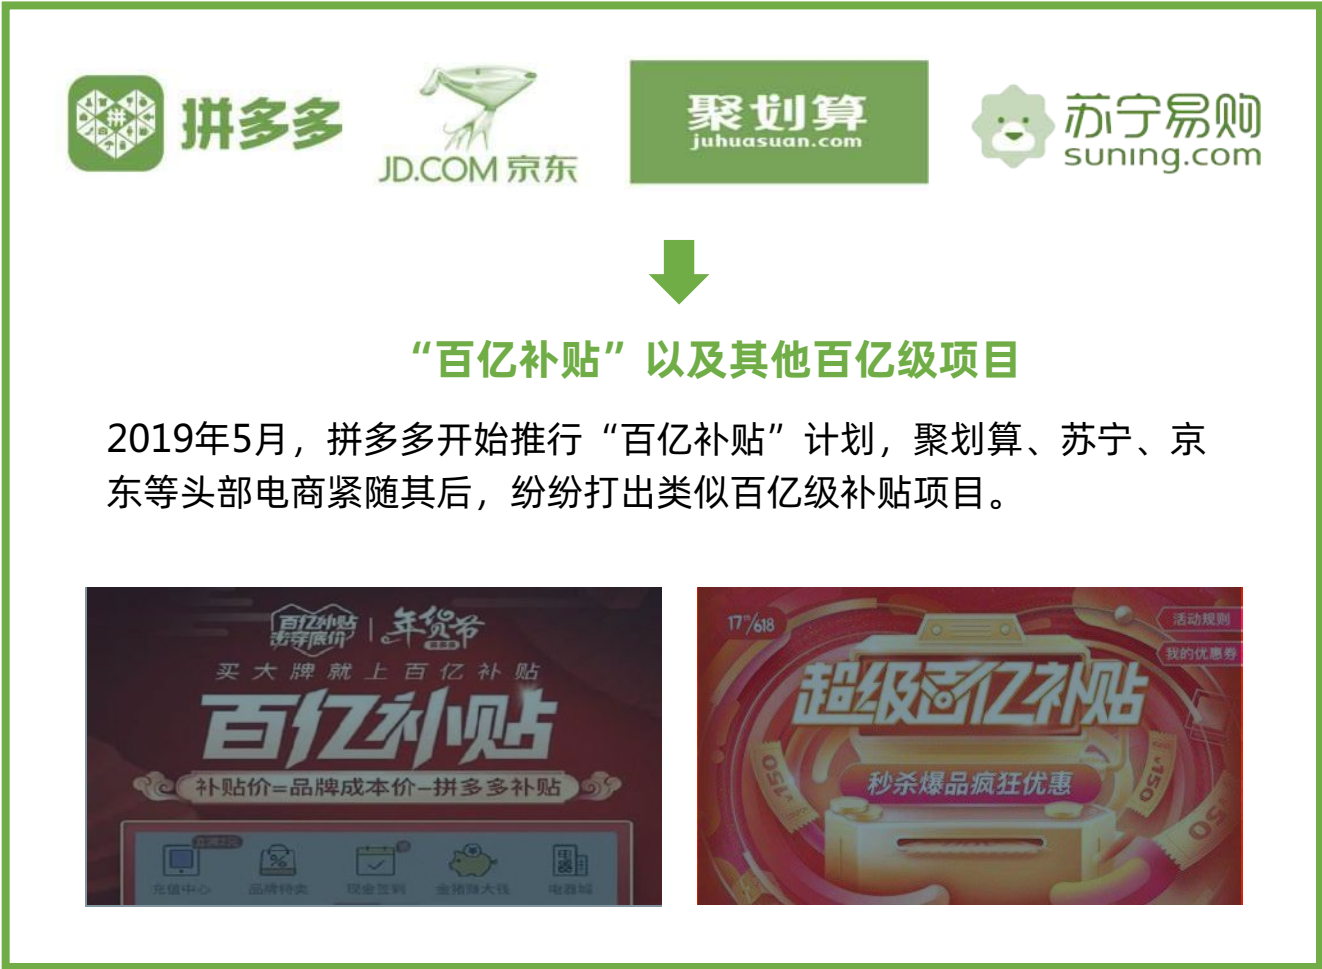 拼多多
JD.COM 京东
聚划算
juhuasuan.com
苏宁易购
suning.com
“百亿补贴”以及其他百亿级项目
2019年5月，拼多多开始推行“百亿补贴”计划，聚划算、苏宁、京
东等头部电商紧随其后，纷纷打出类似百亿级补贴项目。
百亿补贴
击穿底价
年货节
买大牌就上百亿补贴
百亿补贴
补贴价=品牌成本价-拼多多补贴
充值中心
品牌特卖
现金签到
金猪赚大钱
电器城
618
活动规则
我的优惠券
超级百亿补贴
秒杀爆品疯狂优惠
¥150
¥150